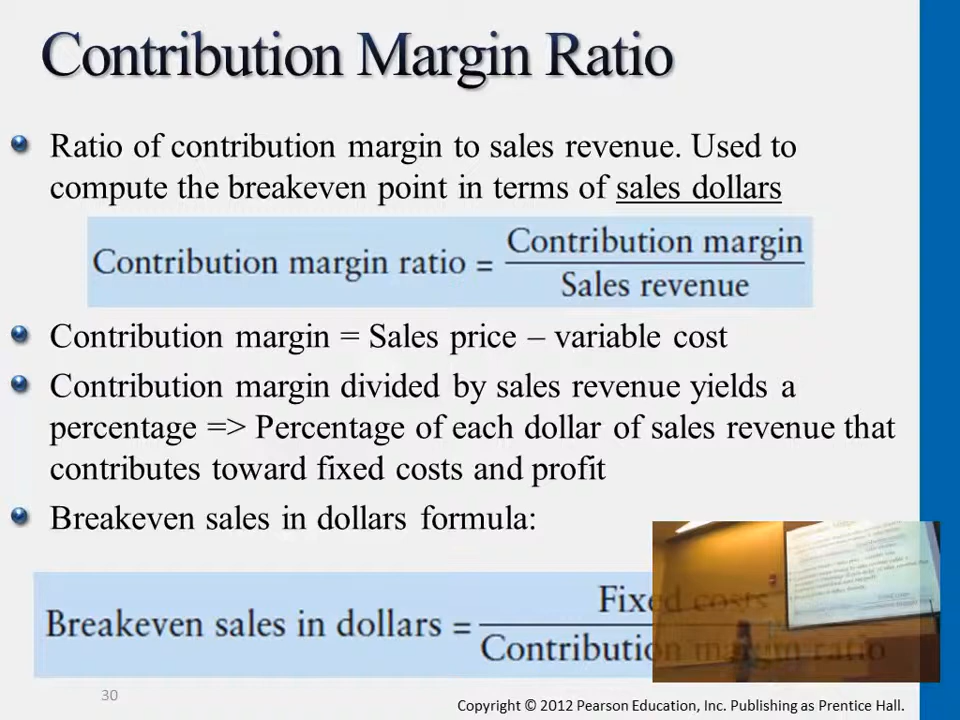 Contribution Margin Ratio
Ratio of contribution margin to sales revenue. Used to
compute the breakeven point in terms of sales dollars
Contribution margin ratio = Contribution margin
Sales revenue
Contribution margin = Sales price – variable cost
Contribution margin divided by sales revenue yields a
percentage => Percentage of each dollar of sales revenue that
contributes toward fixed costs and profit
Breakeven sales in dollars formula:
Breakeven sales in dollars = Fixed costs
Contribution margin ratio
30
Copyright © 2012 Pearson Education, Inc. Publishing as Prentice Hall.